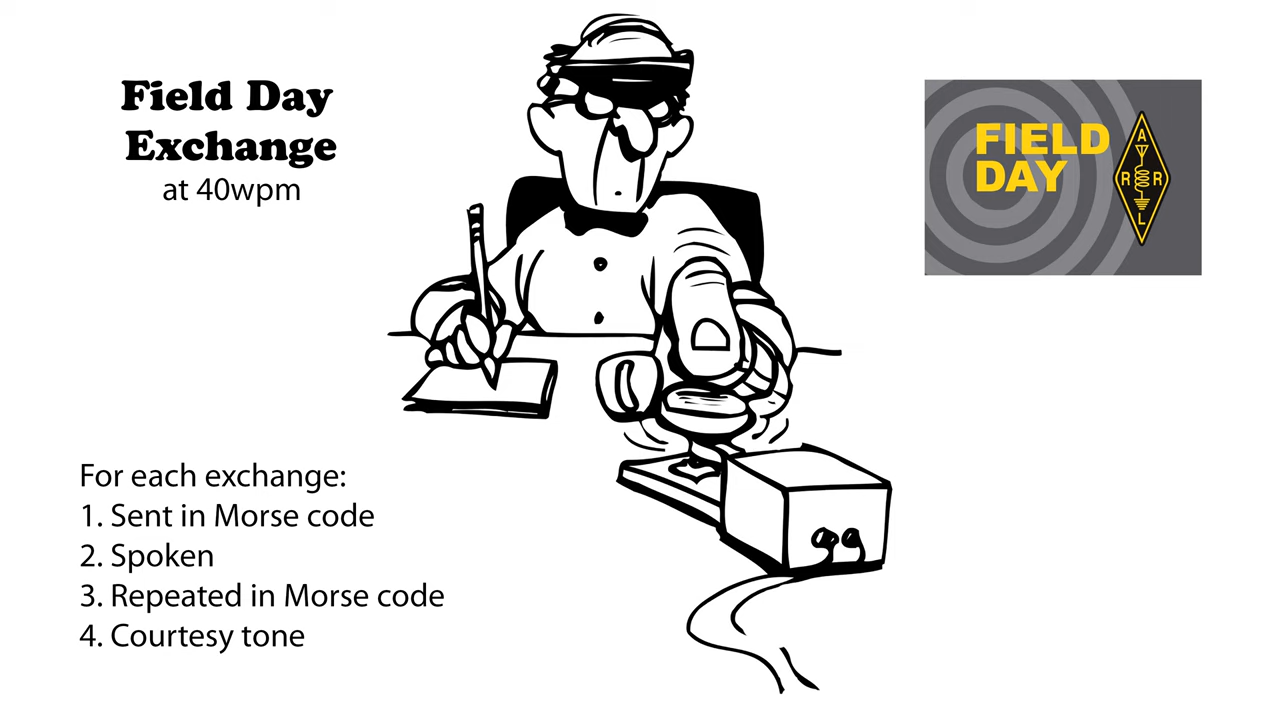 Field Day
Exchange
at 40wpm
FIELD
DAY
A
R R
L
For each exchange:
1. Sent in Morse code
2. Spoken
3. Repeated in Morse code
4. Courtesy tone